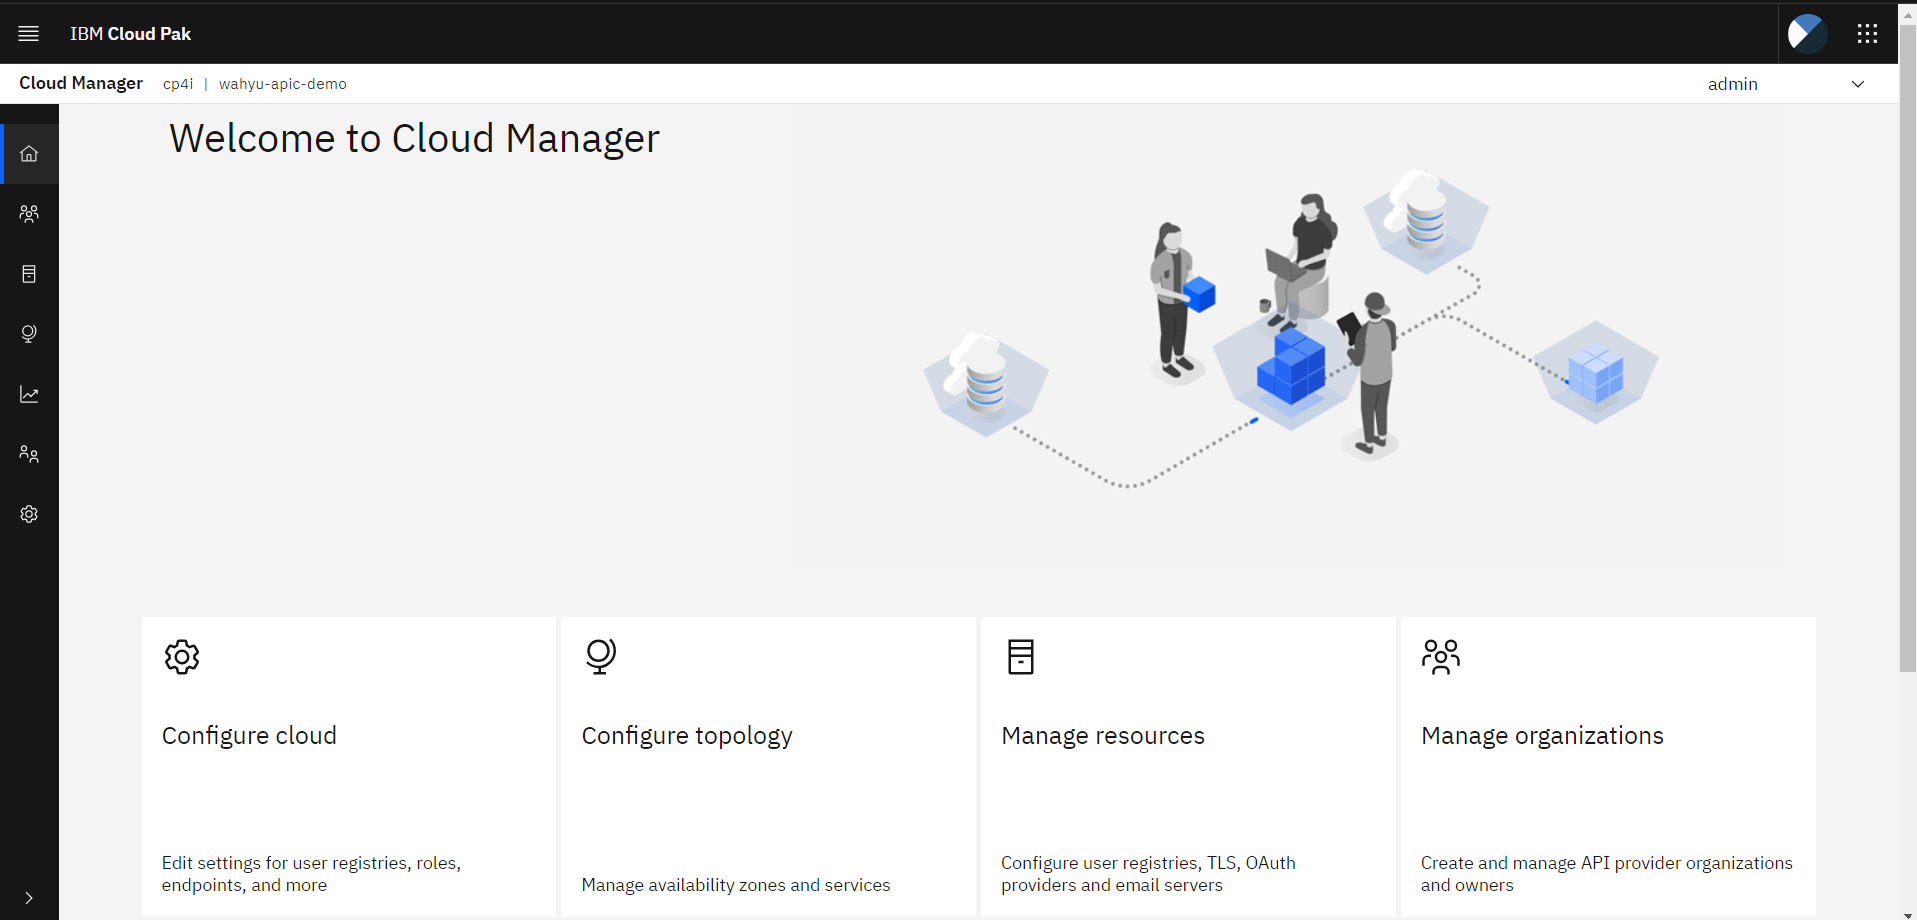 IBM Cloud Pak
Cloud Manager cp4i | wahyu-apic-demo admin
Welcome to Cloud Manager
Configure cloud
Edit settings for user registries, roles,
endpoints, and more
Configure topology
Manage availability zones and services
Manage resources
Configure user registries, TLS, OAuth
providers and email servers
Manage organizations
Create and manage API provider organizations
and owners